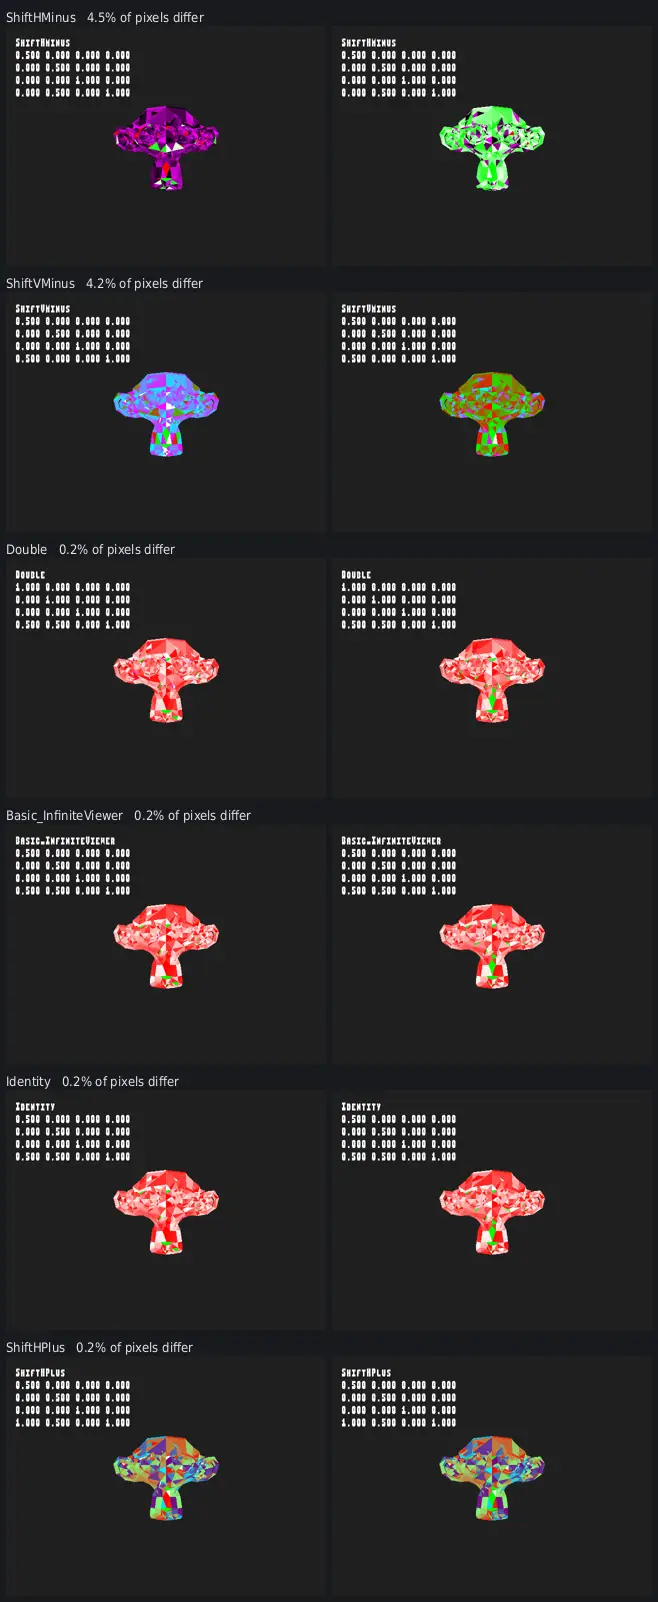 ShiftHMinus 4.5% of pixels differ
ShiftHMinus ShiftHMinus
0.500 0.000 0.000 0.000 0.500 0.000 0.000 0.000
0.000 0.500 0.000 0.000 0.000 0.500 0.000 0.000
0.000 0.000 1.000 0.000 0.000 0.000 1.000 0.000
0.000 0.500 0.000 1.000 0.000 0.500 0.000 1.000
ShiftVMinus 4.2% of pixels differ
ShiftVMinus ShiftVMinus
0.500 0.000 0.000 0.000 0.500 0.000 0.000 0.000
0.000 0.500 0.000 0.000 0.000 0.500 0.000 0.000
0.000 0.000 1.000 0.000 0.000 0.000 1.000 0.000
0.500 0.000 0.000 1.000 0.500 0.000 0.000 1.000
Double 0.2% of pixels differ
Double Double
1.000 0.000 0.000 0.000 1.000 0.000 0.000 0.000
0.000 1.000 0.000 0.000 0.000 1.000 0.000 0.000
0.000 0.000 1.000 0.000 0.000 0.000 1.000 0.000
0.500 0.500 0.000 1.000 0.500 0.500 0.000 1.000
Basic_InfiniteViewer 0.2% of pixels differ
Basic_InfiniteViewer Basic_InfiniteViewer
0.500 0.000 0.000 0.000 0.500 0.000 0.000 0.000
0.000 0.500 0.000 0.000 0.000 0.500 0.000 0.000
0.000 0.000 1.000 0.000 0.000 0.000 1.000 0.000
0.500 0.500 0.000 1.000 0.500 0.500 0.000 1.000
Identity 0.2% of pixels differ
Identity Identity
0.500 0.000 0.000 0.000 0.500 0.000 0.000 0.000
0.000 0.500 0.000 0.000 0.000 0.500 0.000 0.000
0.000 0.000 1.000 0.000 0.000 0.000 1.000 0.000
0.500 0.500 0.000 1.000 0.500 0.500 0.000 1.000
ShiftHPlus 0.2% of pixels differ
ShiftHPlus ShiftHPlus
0.500 0.000 0.000 0.000 0.500 0.000 0.000 0.000
0.000 0.500 0.000 0.000 0.000 0.500 0.000 0.000
0.000 0.000 1.000 0.000 0.000 0.000 1.000 0.000
1.000 0.500 0.000 1.000 1.000 0.500 0.000 1.000